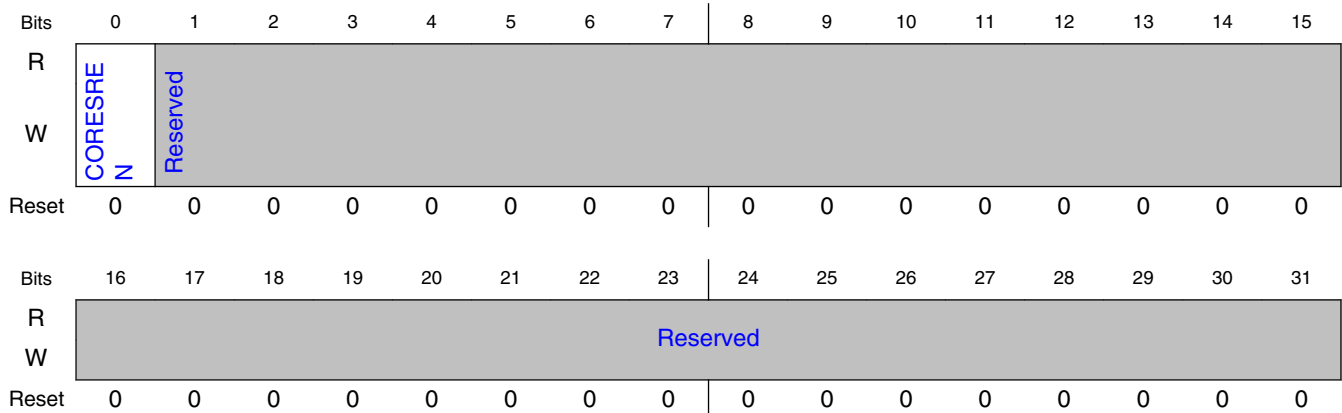 Bits 0 1 2 3 4 5 6 7 8 9 10 11 12 13 14 15
R
W
CORESRE
N
Reserved
Reset 0 0 0 0 0 0 0 0 0 0 0 0 0 0 0 0
Bits 16 17 18 19 20 21 22 23 24 25 26 27 28 29 30 31
R
W
Reserved
Reset 0 0 0 0 0 0 0 0 0 0 0 0 0 0 0 0